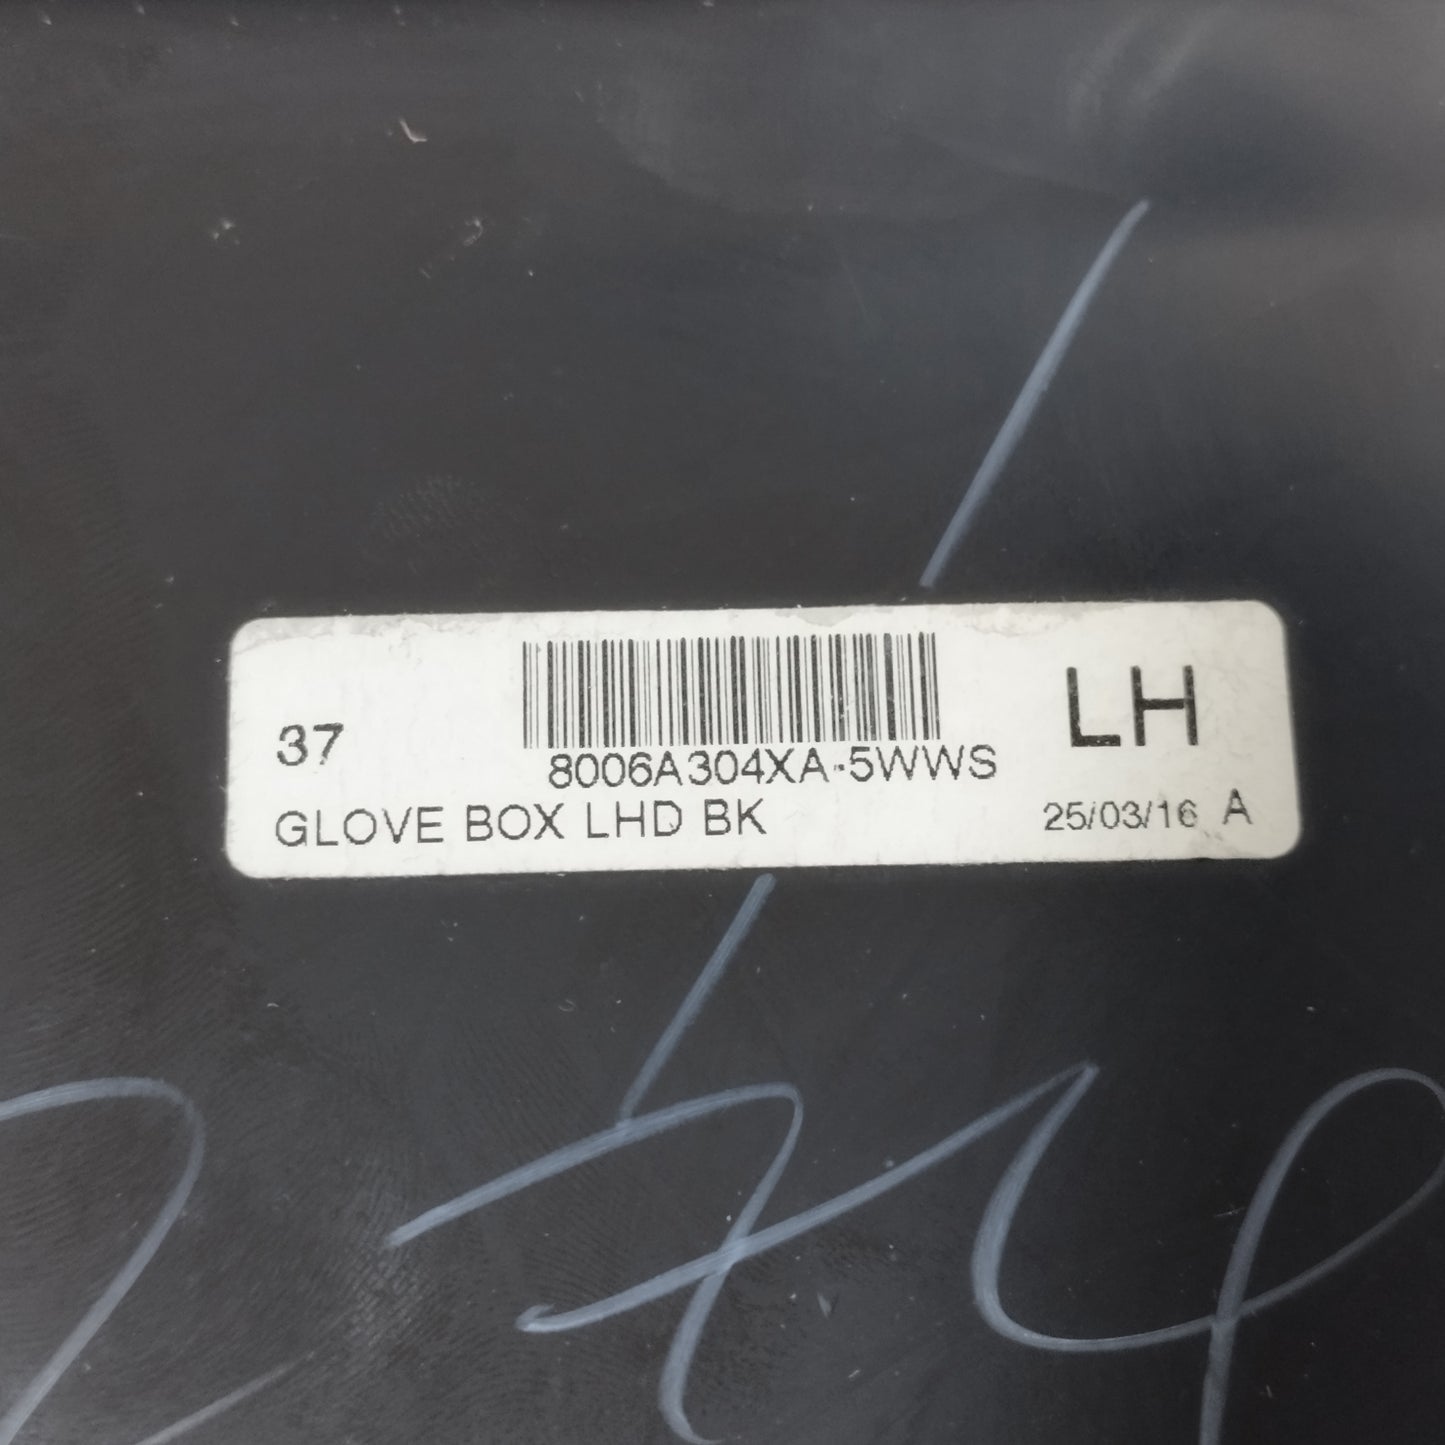 37
8006A304XA-5WWS
LH
GLOVE BOX LHD BK
25/03/16 A